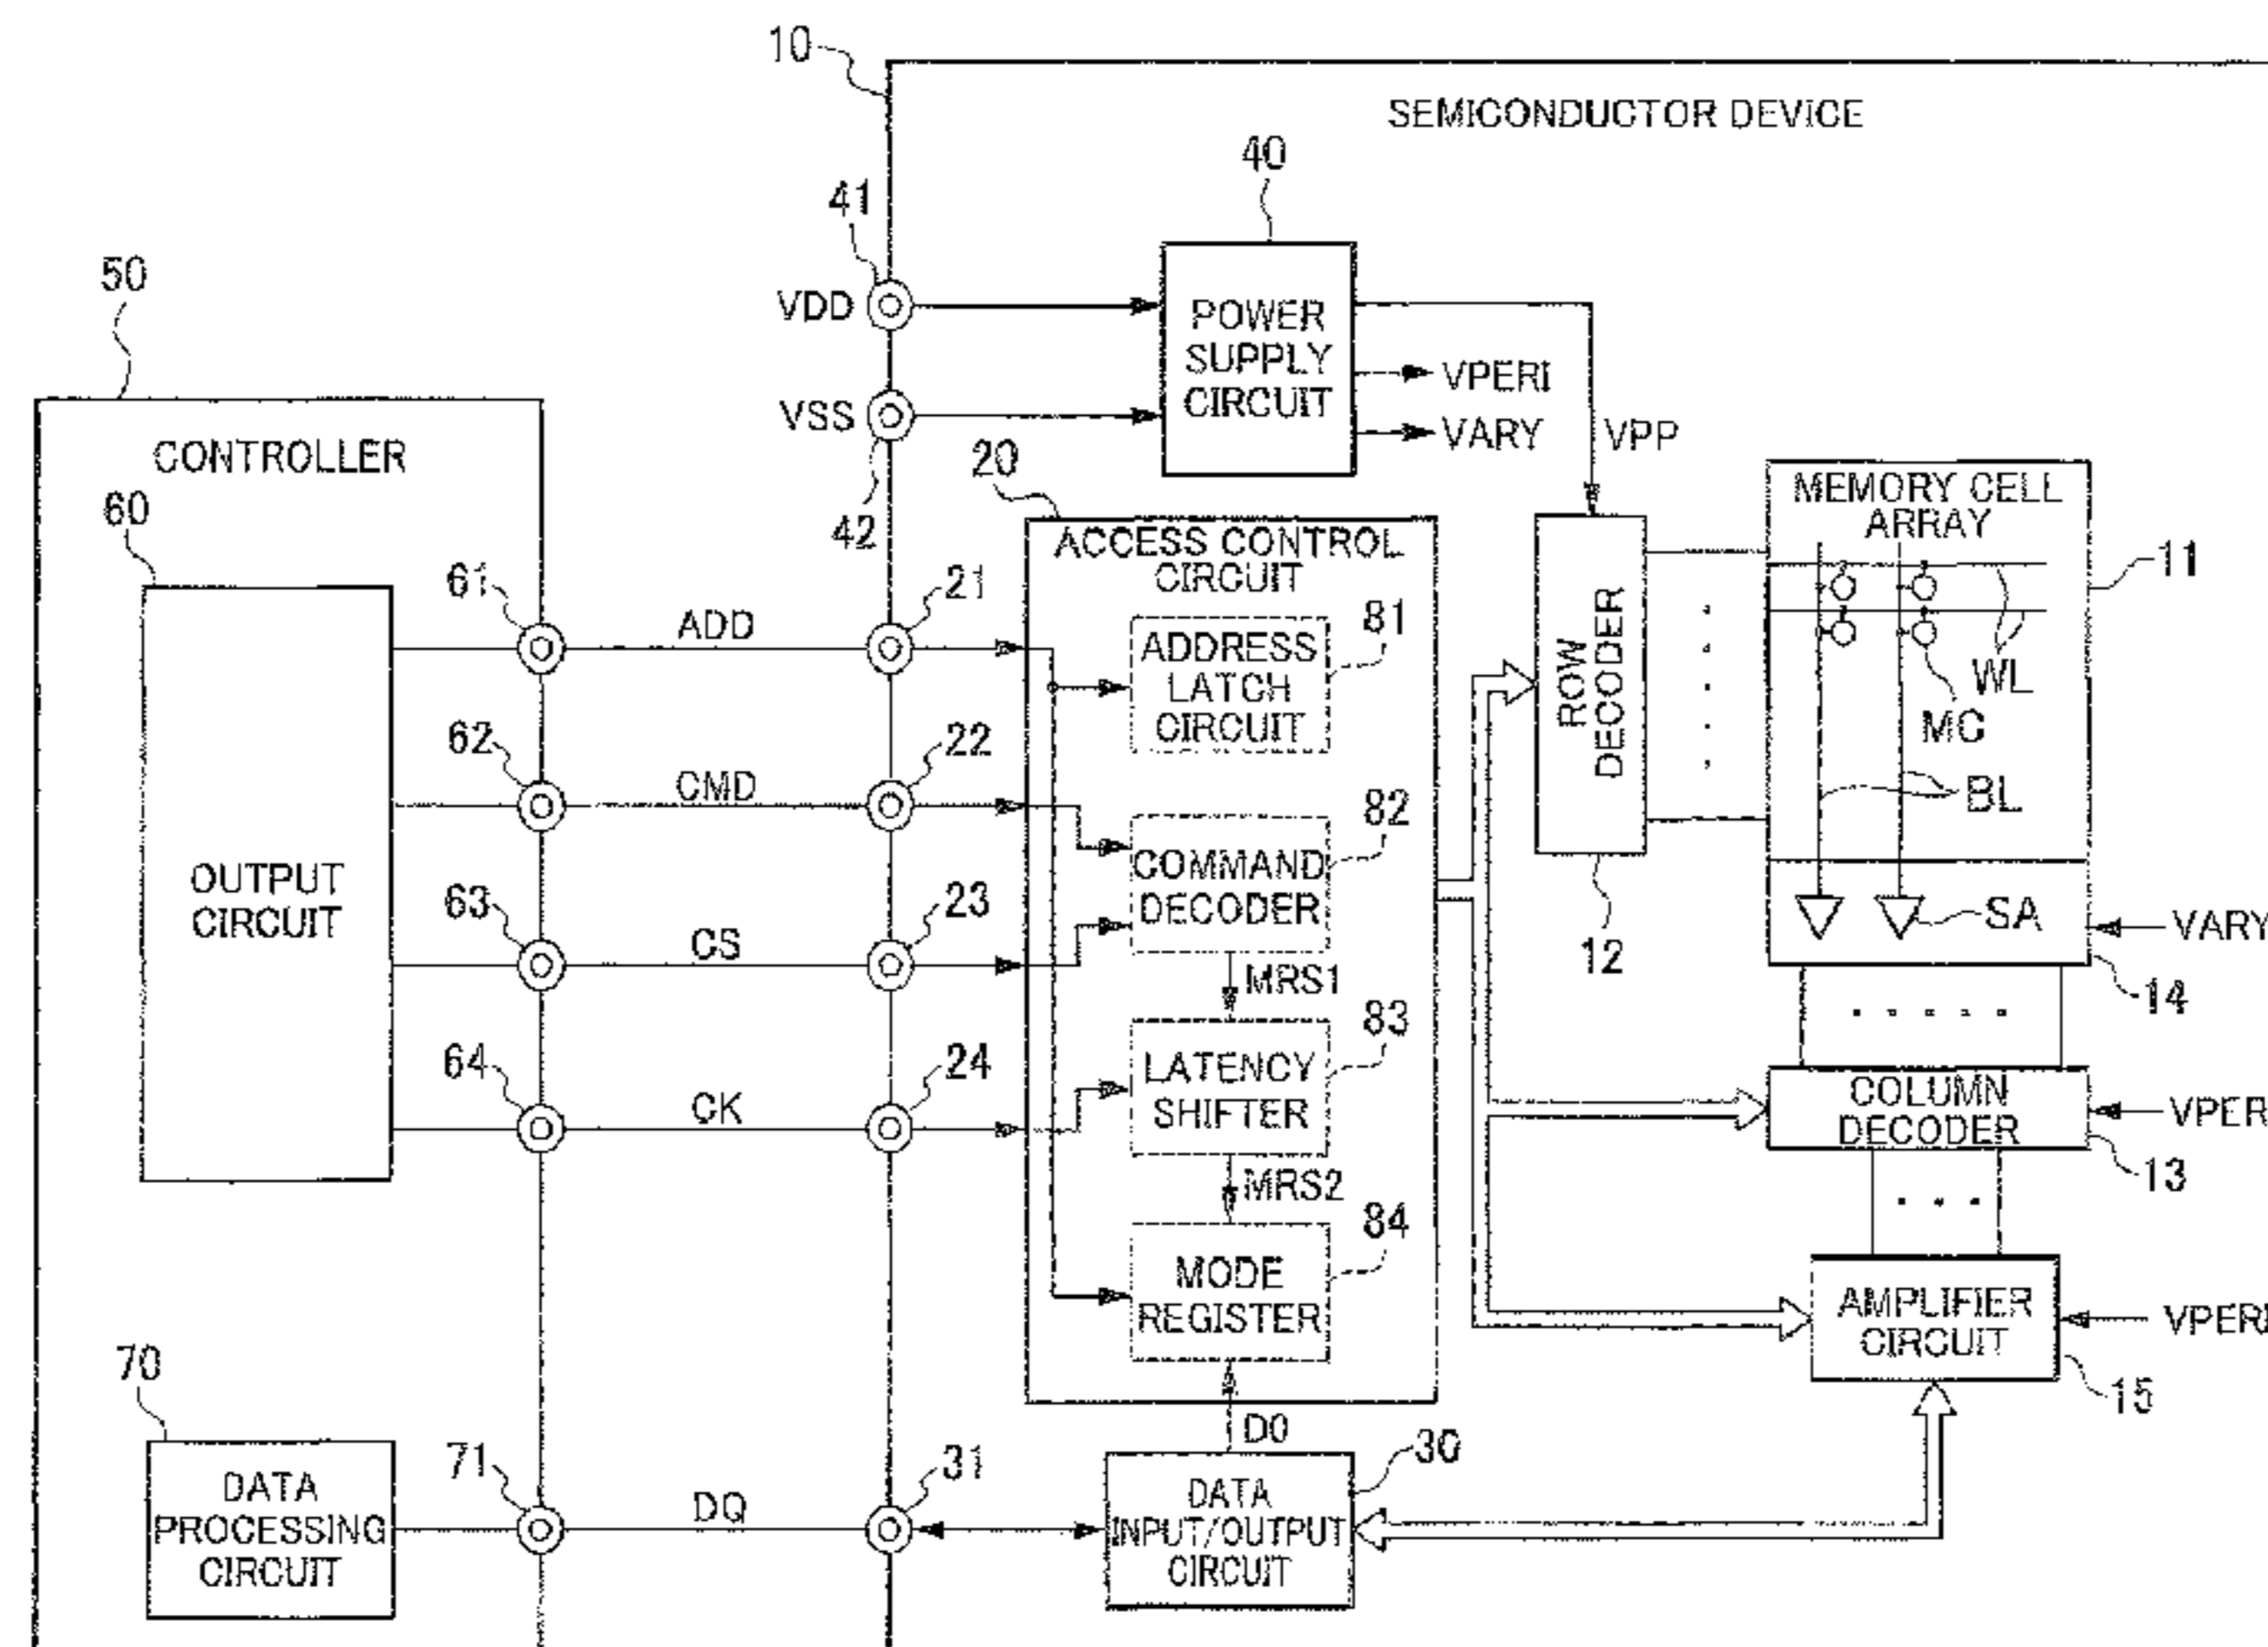 10
SEMICONDUCTOR DEVICE
40
41
50
VDD
POWER
SUPPLY
CIRCUIT
VPERI
VSS
VARY
VPP
CONTROLLER
42
20
60
MEMORY CELL
ARRAY
11
ACCESS CONTROL
CIRCUIT
61
ADD
21
ADDRESS
LATCH
CIRCUIT
81
ROW
DECODER
WL
MC
62
CMD
22
BL
OUTPUT
CIRCUIT
COMMAND
DECODER
82
63
CS
23
SA
VARY
12
MRS1
14
64
CK
24
LATENCY
SHIFTER
83
COLUMN
DECODER
VPER
13
MRS2
MODE
REGISTER
84
AMPLIFIER
CIRCUIT
VPERI
15
70
D0
DATA
PROCESSING
CIRCUIT
71
DQ
31
30
DATA
INPUT/OUTPUT
CIRCUIT